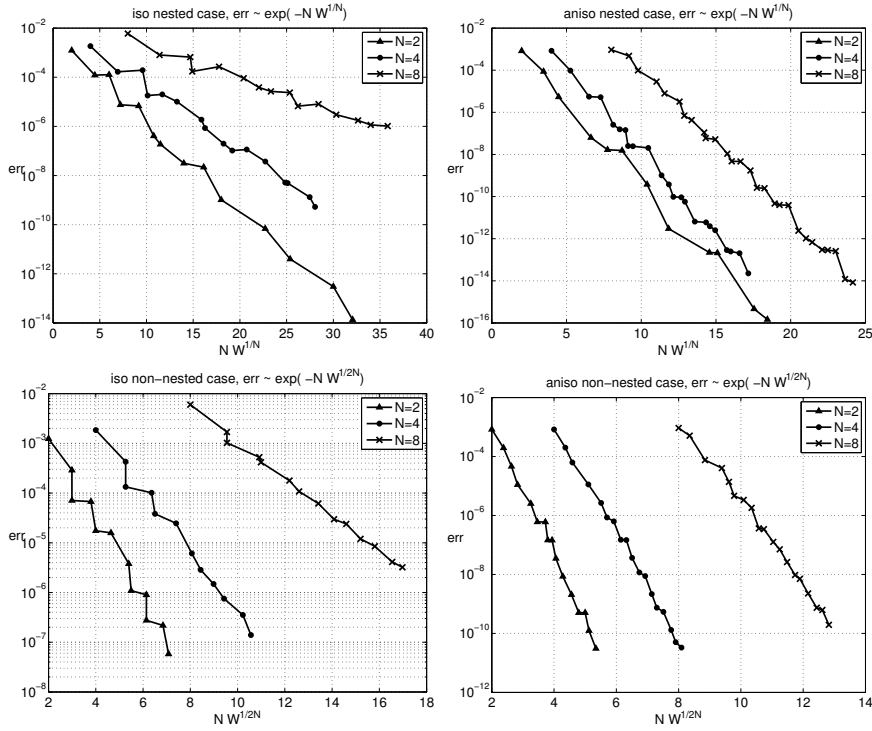 iso nested case, err ~ exp( −N W^{1/N})
10^{−2}
10^{−4}
10^{−6}
10^{−8}
10^{−10}
10^{−12}
10^{−14}
err
0 5 10 15 20 25 30 35 40
N W^{1/N}
N=2
N=4
N=8
aniso nested case, err ~ exp( −N W^{1/N})
10^{−2}
10^{−4}
10^{−6}
10^{−8}
10^{−10}
10^{−12}
10^{−14}
10^{−16}
err
0 5 10 15 20 25
N W^{1/N}
N=2
N=4
N=8
iso non−nested case, err ~ exp( −N W^{1/2N})
10^{−2}
10^{−3}
10^{−4}
10^{−5}
10^{−6}
10^{−7}
10^{−8}
err
2 4 6 8 10 12 14 16 18
N W^{1/2N}
N=2
N=4
N=8
aniso non−nested case, err ~ exp( −N W^{1/2N})
10^{−2}
10^{−4}
10^{−6}
10^{−8}
10^{−10}
10^{−12}
err
2 4 6 8 10 12 14
N W^{1/2N}
N=2
N=4
N=8